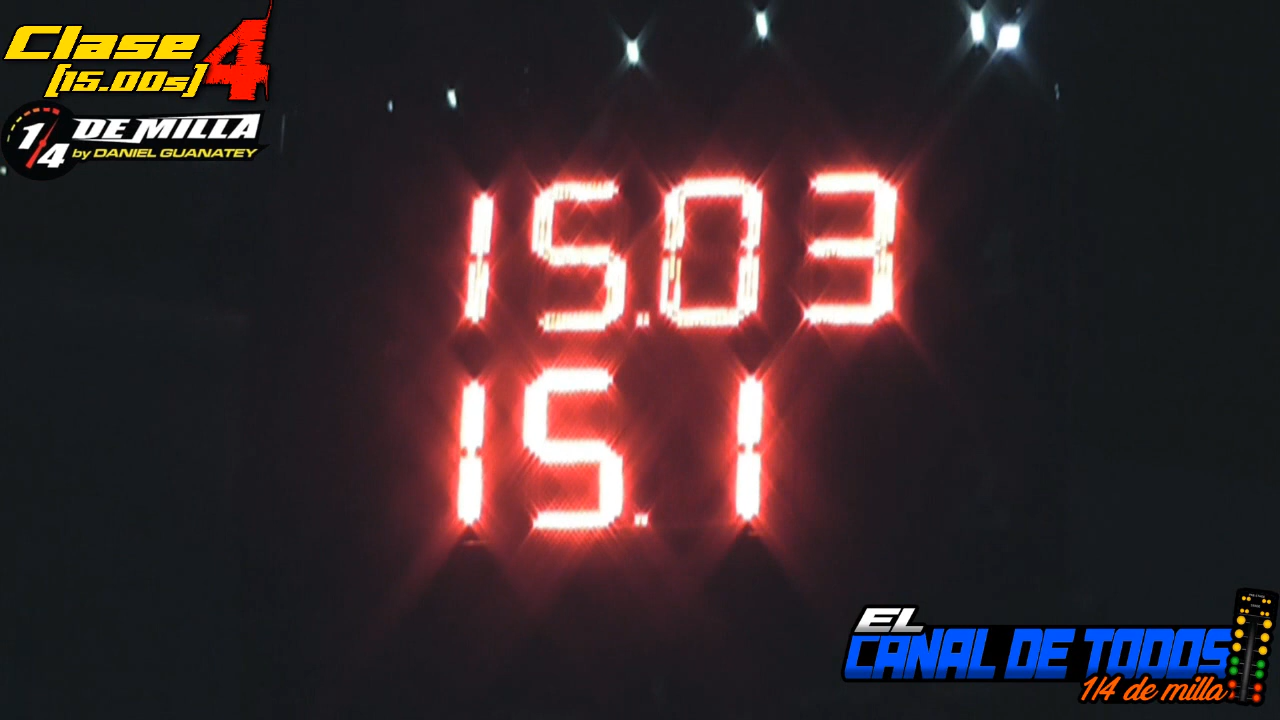 Clase 4
[15.00s]
1/4 DE MILLA
by DANIEL GUANATEY
15.03
15.1
EL
CANAL DE TODOS
1/4 de milla